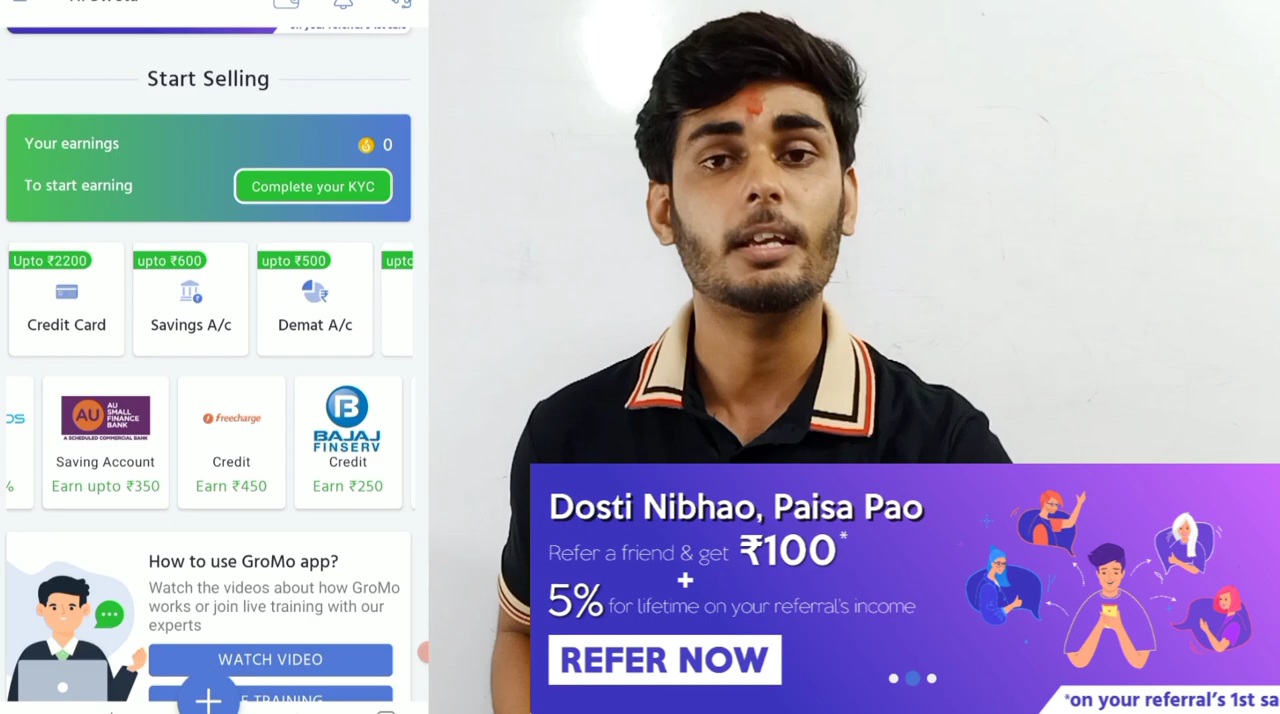 Start Selling
Your earnings
0
To start earning
Complete your KYC
Upto ₹2200
upto ₹600
upto ₹500
upto
Credit Card
Savings A/c
Demat A/c
OS
AU
AU
SMALL
FINANCE
BANK
A SCHEDULED COMMERCIAL BANK
freecharge
B
BAJAJ
FINSERV
Saving Account
Credit
Credit
%
Earn upto ₹350
Earn ₹450
Earn ₹250
How to use GroMo app?
Watch the videos about how GroMo
works or join live training with our
experts
WATCH VIDEO
E TRAINING
Dosti Nibhao, Paisa Pao
Refer a friend & get ₹100*
+
5% for lifetime on your referral's income
REFER NOW
*on your referral's 1st sa